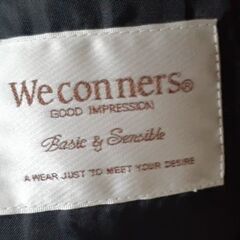 Weconners®
GOOD IMPRESSION
Basic & Sensible
A WEAR JUST TO MEET YOUR DESIRE